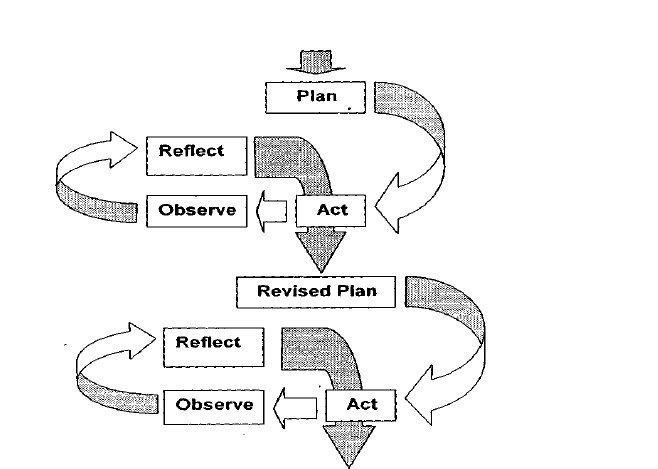 Plan
Reflect
Observe
Act
Revised Plan
Reflect
Observe
Act